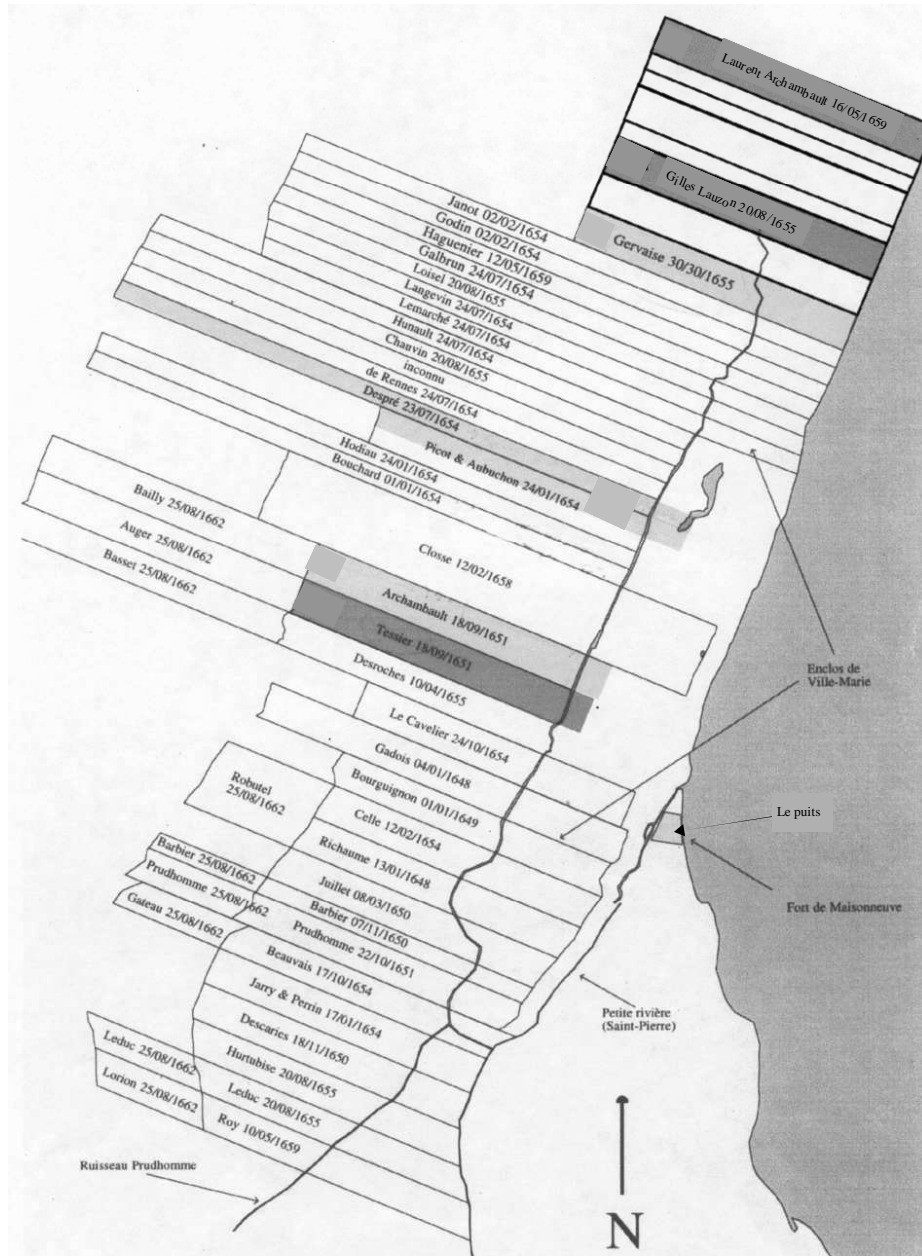 Laurent Archambault 16/05/1659
Gilles Lauzon 20/08/1655
Gervaise 30/30/1655
Janot 02/02/1654
Godin 02/02/1654
Haguenier 12/05/1659
Galbrun 24/07/1654
Loisel 20/08/1655
Langevin 24/07/1654
Lemarché 24/07/1654
Hunault 24/07/1654
Chauvin 20/08/1655
inconnu
de Rennes 24/07/1654
Despré 23/07/1654
Picot & Aubuchon 24/01/1654
Hodiau 24/01/1654
Bouchard 01/01/1654
Closse 12/02/1658
Bailly 25/08/1662
Auger 25/08/1662
Basset 25/08/1662
Archambault 18/09/1651
Tessier 18/09/1651
Desroches 10/04/1655
Enclos de
Ville-Marie
Le Cavelier 24/10/1654
Gadois 04/01/1648
Bourguignon 01/01/1649
Robutel
25/08/1662
Celle 12/02/1654
Richaume 13/01/1648
Le puits
Juillet 08/03/1650
Barbier 25/08/1662
Barbier 07/11/1650
Prudhomme 25/08/1662
Prudhomme 22/10/1651
Fort de Maisonneuve
Gateau 25/08/1662
Beauvais 17/10/1654
Jarry & Perrin 17/01/1654
Petite rivière
(Saint-Pierre)
Descaries 18/11/1650
Hurtubise 20/08/1655
Leduc 25/08/1662
Leduc 20/08/1655
Lorion 25/08/1662
Roy 10/05/1659
Ruisseau Prudhomme
N